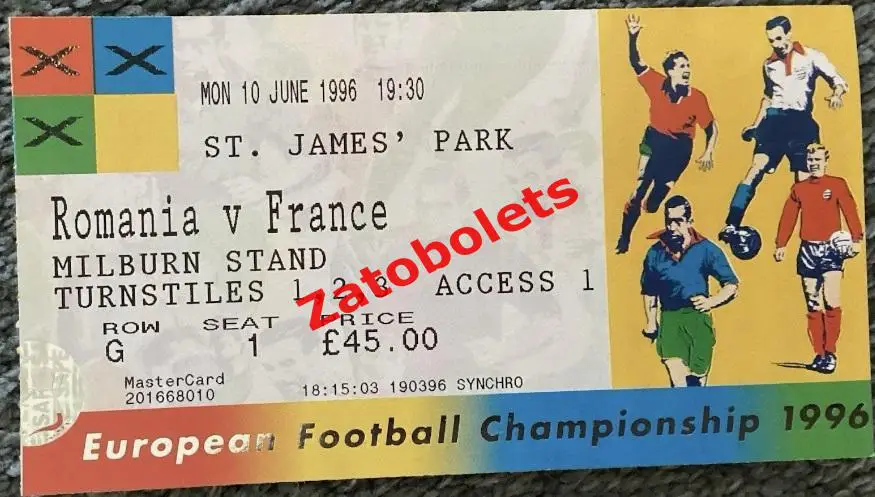 MON 10 JUNE 1996 19:30
ST. JAMES' PARK
Romania v France
MILBURN STAND
TURNSTILES 1,2,3 ACCESS 1
ROW SEAT PRICE
G 1 £45.00
MasterCard
201668010
18:15:03 190396 SYNCHRO
European Football Championship 1996
Zatobolets